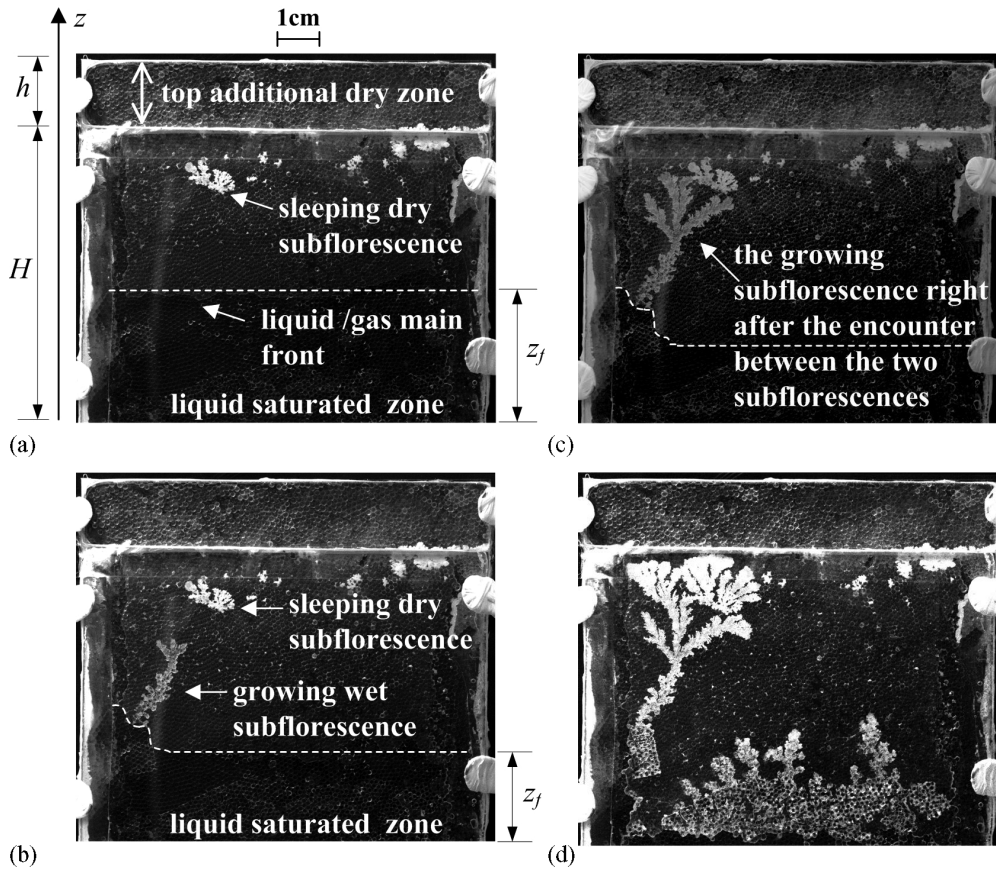 z
1cm
h
top additional dry zone
H
sleeping dry
subflorescence
liquid /gas main
front
z_f
liquid saturated zone
(a)
the growing
subflorescence right
after the encounter
between the two
subflorescences
(c)
sleeping dry
subflorescence
growing wet
subflorescence
z_f
liquid saturated zone
(b)
(d)